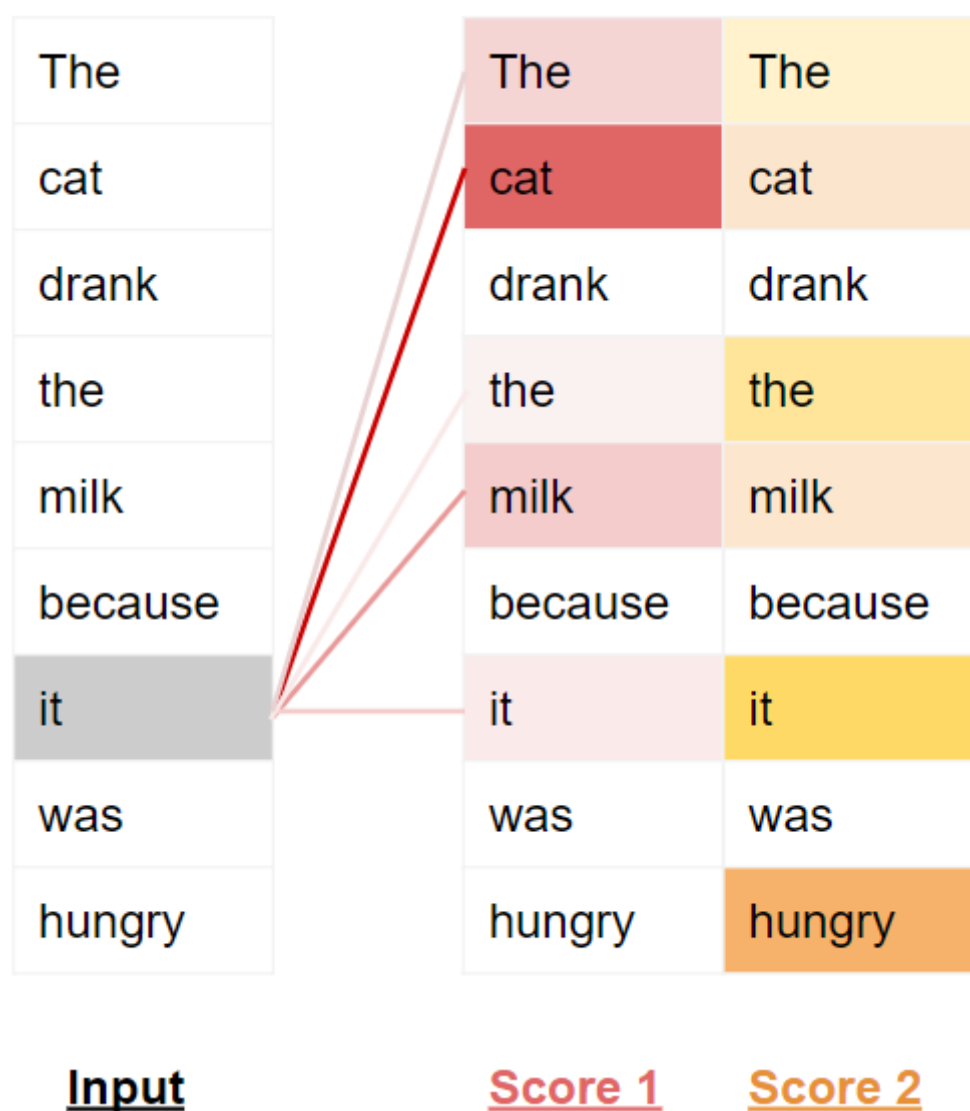 The The The
cat cat cat
drank drank drank
the the the
milk milk milk
because because because
it it it
was was was
hungry hungry hungry
Input Score 1 Score 2